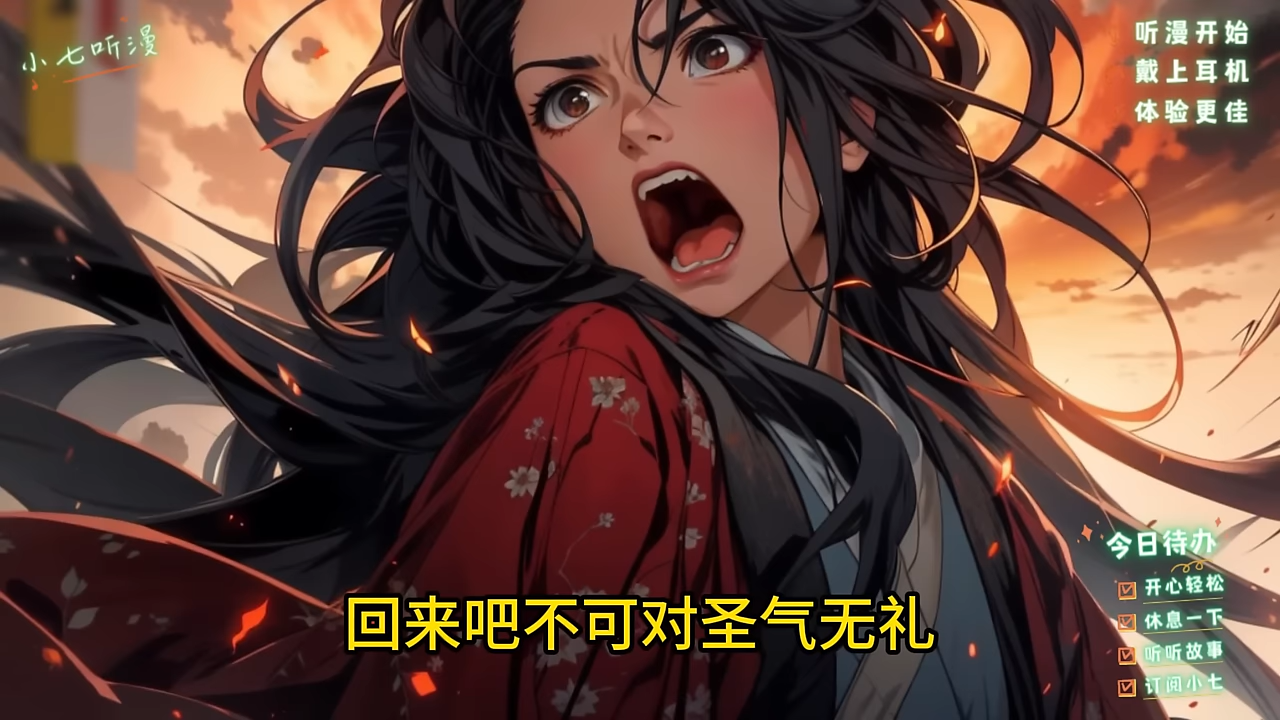 小七听漫
听漫开始
戴上耳机
体验更佳
今日待办
开心轻松
休息一下
听听故事
订阅小七
回来吧不可对圣气无礼